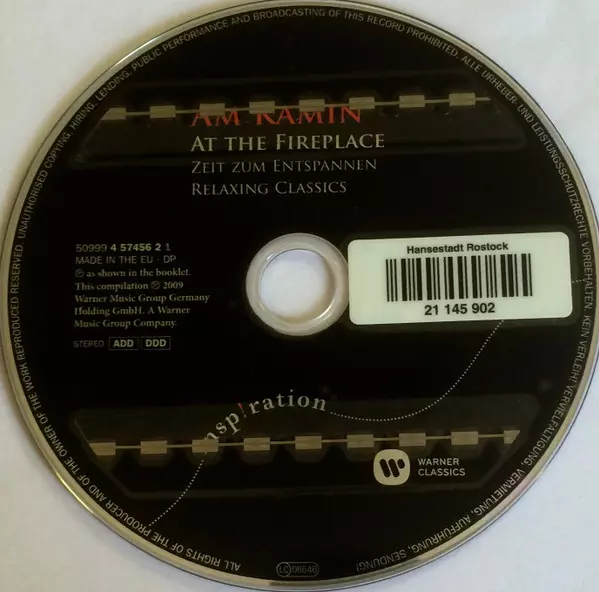 UNAUTHORISED COPYING, HIRING, LENDING, PUBLIC PERFORMANCE AND BROADCASTING OF THIS RECORD PROHIBITED. ALLE URHEBER- UND LEISTUNGSSCHUTZRECHTE VORBEHALTEN. KEIN VERLEIH! VERVIELFÄLTIGUNG, VERMIETUNG, AUFFÜHRUNG, SENDUNG!
AM KAMIN
AT THE FIREPLACE
ZEIT ZUM ENTSPANNEN
RELAXING CLASSICS
50999 4 57456 2 1
MADE IN THE EU - DP
℗ as shown in the booklet.
This compilation ℗ 2009
Warner Music Group Germany
Holding GmbH. A Warner
Music Group Company.
STEREO ADD DDD
Hansestadt Rostock
21 145 902
insp!ration
WARNER
CLASSICS
LC 06646
ALL RIGHTS OF THE PRODUCER AND OF THE OWNER OF THE WORK REPRODUCED RESERVED.